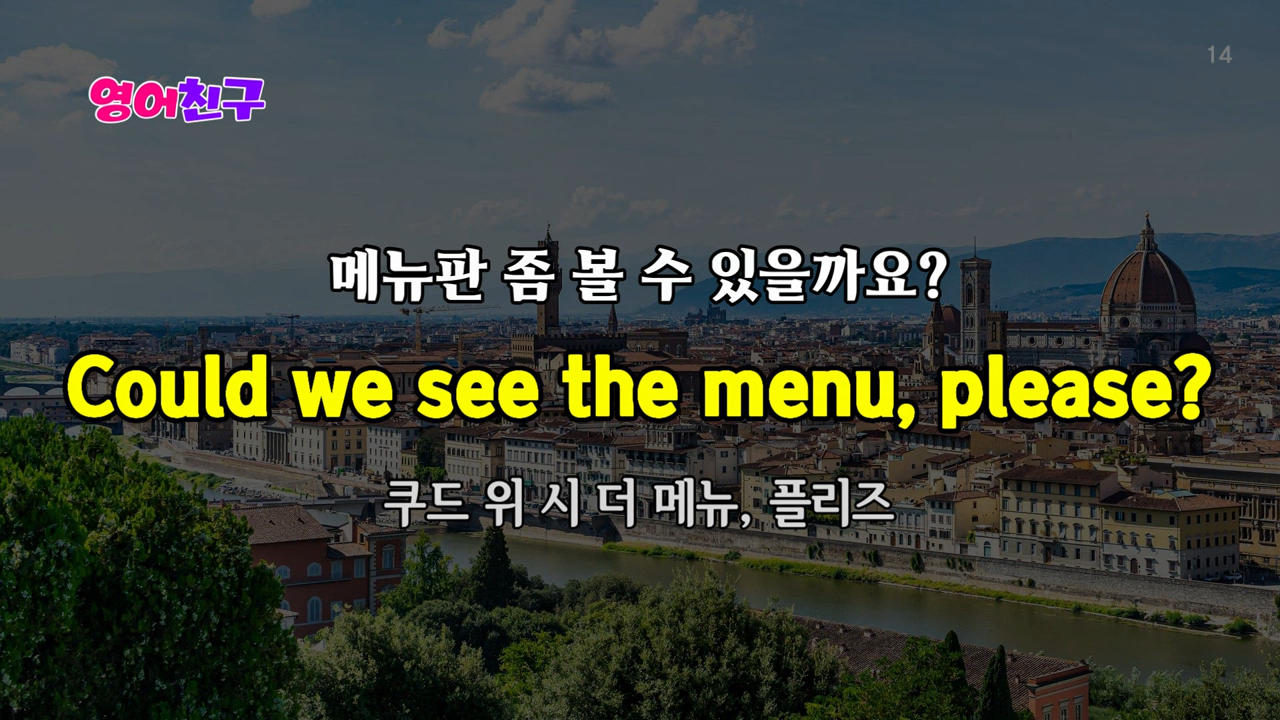 14
영어친구
메뉴판 좀 볼 수 있을까요?
Could we see the menu, please?
쿠드 위 시 더 메뉴, 플리즈